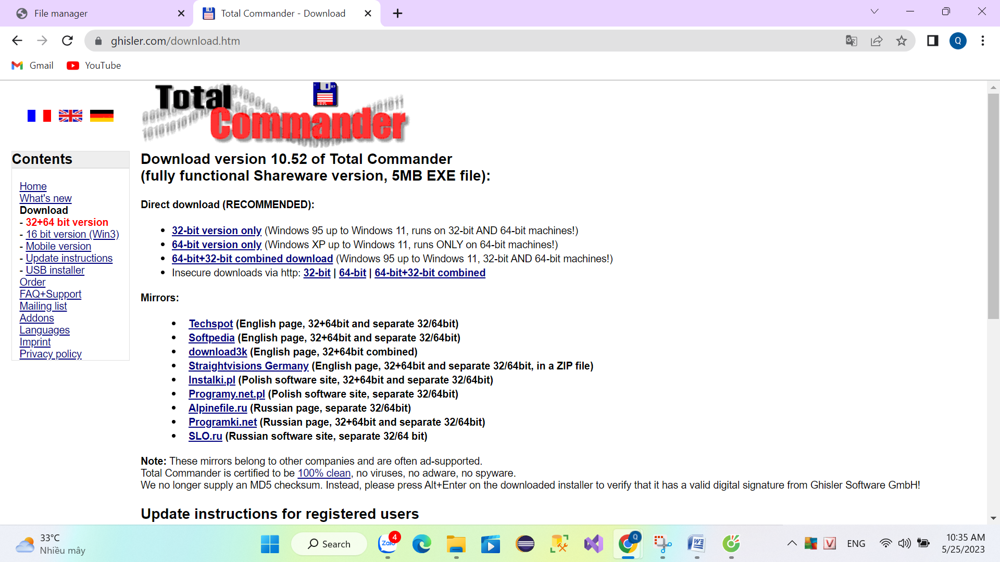 File manager
Total Commander - Download
ghisler.com/download.htm
Q
Gmail
YouTube
Total
Commander
Contents
Home
What's new
Download
- 32+64 bit version
- 16 bit version (Win3)
- Mobile version
- Update instructions
- USB installer
Order
FAQ+Support
Mailing list
Addons
Languages
Imprint
Privacy policy
Download version 10.52 of Total Commander
(fully functional Shareware version, 5MB EXE file):
Direct download (RECOMMENDED):
• 32-bit version only (Windows 95 up to Windows 11, runs on 32-bit AND 64-bit machines!)
• 64-bit version only (Windows XP up to Windows 11, runs ONLY on 64-bit machines!)
• 64-bit+32-bit combined download (Windows 95 up to Windows 11, 32-bit AND 64-bit machines!)
• Insecure downloads via http: 32-bit | 64-bit | 64-bit+32-bit combined
Mirrors:
• Techspot (English page, 32+64bit and separate 32/64bit)
• Softpedia (English page, 32+64bit and separate 32/64bit)
• download3k (English page, 32+64bit combined)
• Straightvisions Germany (English page, 32+64bit and separate 32/64bit, in a ZIP file)
• Instalki.pl (Polish software site, 32+64bit and separate 32/64bit)
• Programy.net.pl (Polish software site, separate 32/64bit)
• Alpinefile.ru (Russian page, separate 32/64bit)
• Programki.net (Russian page, 32+64bit and separate 32/64bit)
• SLO.ru (Russian software site, separate 32/64 bit)
Note: These mirrors belong to other companies and are often ad-supported.
Total Commander is certified to be 100% clean, no viruses, no adware, no spyware.
We no longer supply an MD5 checksum. Instead, please press Alt+Enter on the downloaded installer to verify that it has a valid digital signature from Ghisler Software GmbH!
Update instructions for registered users
33°C
Nhiều mây
Search
Zalo
4
Q
W
V
ENG
10:35 AM
5/25/2023